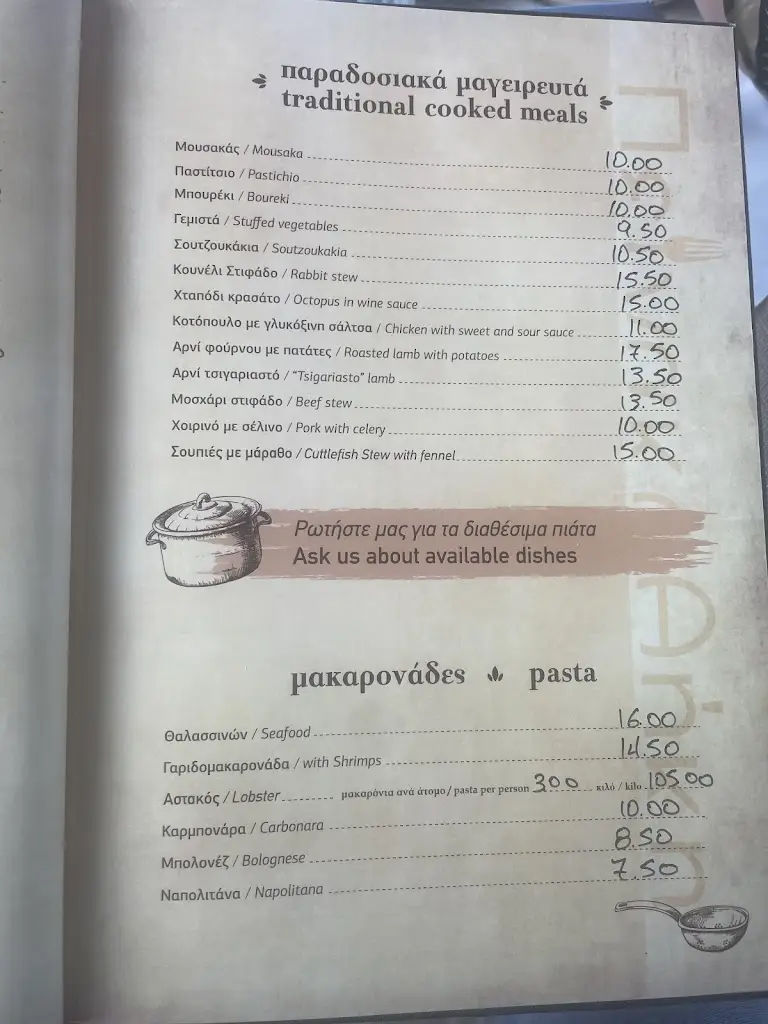 παραδοσιακά μαγειρευτά
traditional cooked meals
Μουσακάς / Mousaka 10.00
Παστίτσιο / Pastichio 10.00
Μπουρέκι / Boureki 10.00
Γεμιστά / Stuffed vegetables 9.50
Σουτζουκάκια / Soutzoukakia 10.50
Κουνέλι Στιφάδο / Rabbit stew 15.50
Χταπόδι κρασάτο / Octopus in wine sauce 15.00
Κοτόπουλο με γλυκόξινη σάλτσα / Chicken with sweet and sour sauce 11.00
Αρνί φούρνου με πατάτες / Roasted lamb with potatoes 17.50
Αρνί τσιγαριαστό / "Tsigariasto" lamb 13.50
Μοσχάρι στιφάδο / Beef stew 13.50
Χοιρινό με σέλινο / Pork with celery 10.00
Σουπιές με μάραθο / Cuttlefish Stew with fennel 15.00
Ρωτήστε μας για τα διαθέσιμα πιάτα
Ask us about available dishes
μακαρονάδες pasta
Θαλασσινών / Seafood 16.00
Γαριδομακαρονάδα / with Shrimps 14.50
Αστακός / Lobster μακαρόνια ανά άτομο / pasta per person 3.00 κιλό / kilo 105.00
Καρμπονάρα / Carbonara 10.00
Μπολονέζ / Bolognese 8.50
Ναπολιτάνα / Napolitana 7.50